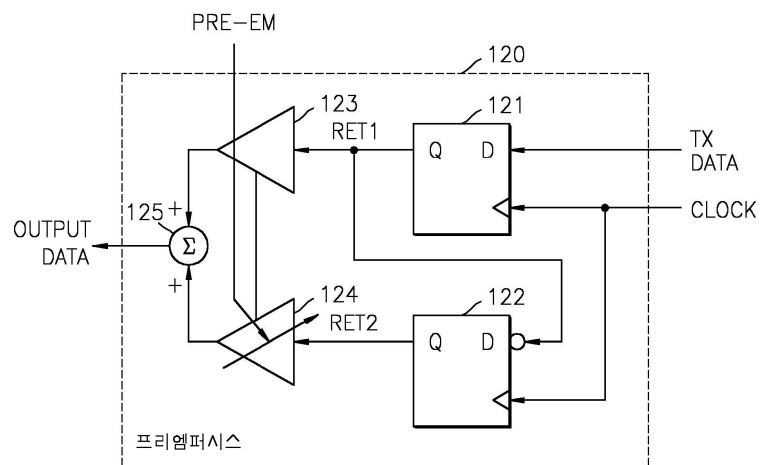 PRE-EM
120
123
121
RET1
Q D
TX
DATA
+
125
CLOCK
OUTPUT
DATA
Σ
+
124
122
RET2
Q D
프리엠퍼시스